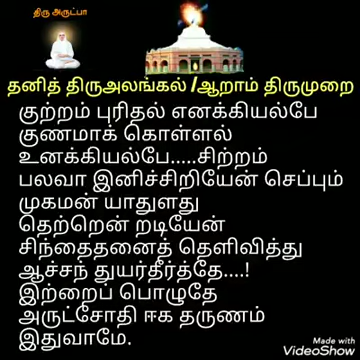 திரு அருட்பா
தனித் திருஅலங்கல் /ஆறாம் திருமுறை
குற்றம் புரிதல் எனக்கியல்பே
குணமாக் கொள்ளல்
உனக்கியல்பே.....சிற்றம்
பலவா இனிச்சிறியேன் செப்பும்
முகமன் யாதுளது
தெற்றென் றடியேன்
சிந்தைதனைத் தெளிவித்து
ஆச்சந் துயர்தீர்த்தே....!
இற்றைப் பொழுதே
அருட்சோதி ஈக தருணம்
இதுவாமே.
Made with
VideoShow